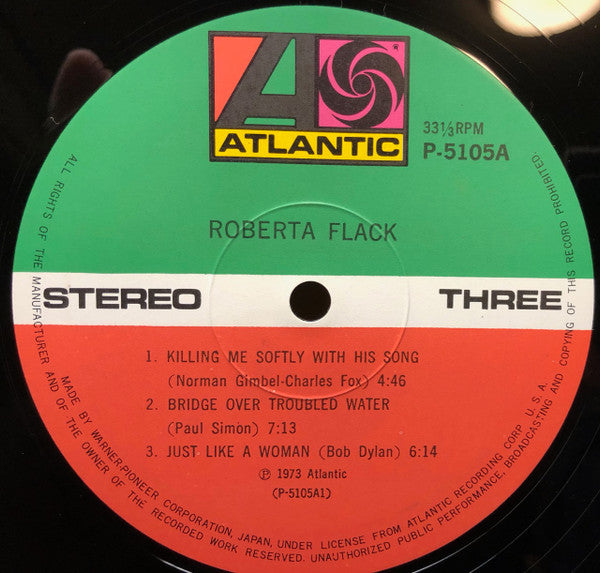 ATLANTIC
33⅓RPM
P-5105A
ROBERTA FLACK
STEREO
THREE
1. KILLING ME SOFTLY WITH HIS SONG
(Norman Gimbel-Charles Fox) 4:46
2. BRIDGE OVER TROUBLED WATER
(Paul Simon) 7:13
3. JUST LIKE A WOMAN (Bob Dylan) 6:14
Ⓟ 1973 Atlantic
(P-5105A1)
ALL RIGHTS OF THE MANUFACTURER AND OF THE OWNER OF THE RECORDED WORK RESERVED. UNAUTHORIZED PUBLIC PERFORMANCE, BROADCASTING AND COPYING OF THIS RECORD PROHIBITED.
MADE BY WARNER-PIONEER CORPORATION, JAPAN, UNDER LICENSE FROM ATLANTIC RECORDING CORP. U.S.A.